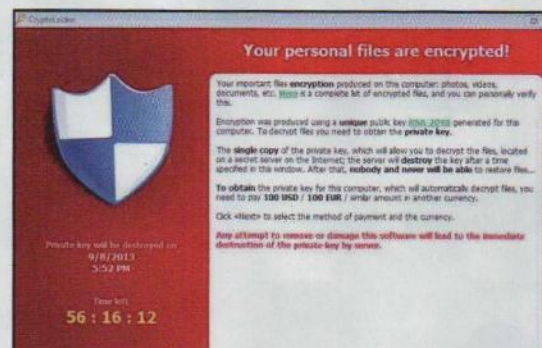 CryptoLocker
Your personal files are encrypted!
Your important files encryption produced on this computer: photos, videos,
documents, etc. Here is a complete list of encrypted files, and you can personally verify
this.
Encryption was produced using a unique public key RSA-2048 generated for this
computer. To decrypt files you need to obtain the private key.
The single copy of the private key, which will allow you to decrypt the files, located
on a secret server on the Internet; the server will destroy the key after a time
specified in this window. After that, nobody and never will be able to restore files...
To obtain the private key for this computer, which will automatically decrypt files, you
need to pay 100 USD / 100 EUR / similar amount in another currency.
Click «Next» to select the method of payment and the currency.
Any attempt to remove or damage this software will lead to the immediate
destruction of the private key by server.
Private key will be destroyed on
9/8/2013
5:52 PM
Time left
56 : 16 : 12